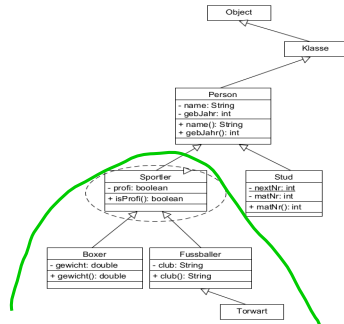 Object
Klasse
Person
- name: String
- gebJahr: int
+ name(): String
+ gebJahr(): int
Sportler
- profi: boolean
+ isProfi(): boolean
Stud
- nextNr: int
- matNr: int
+ matNr(): int
Boxer
- gewicht: double
+ gewicht(): double
Fussballer
- club: String
+ club(): String
Torwart